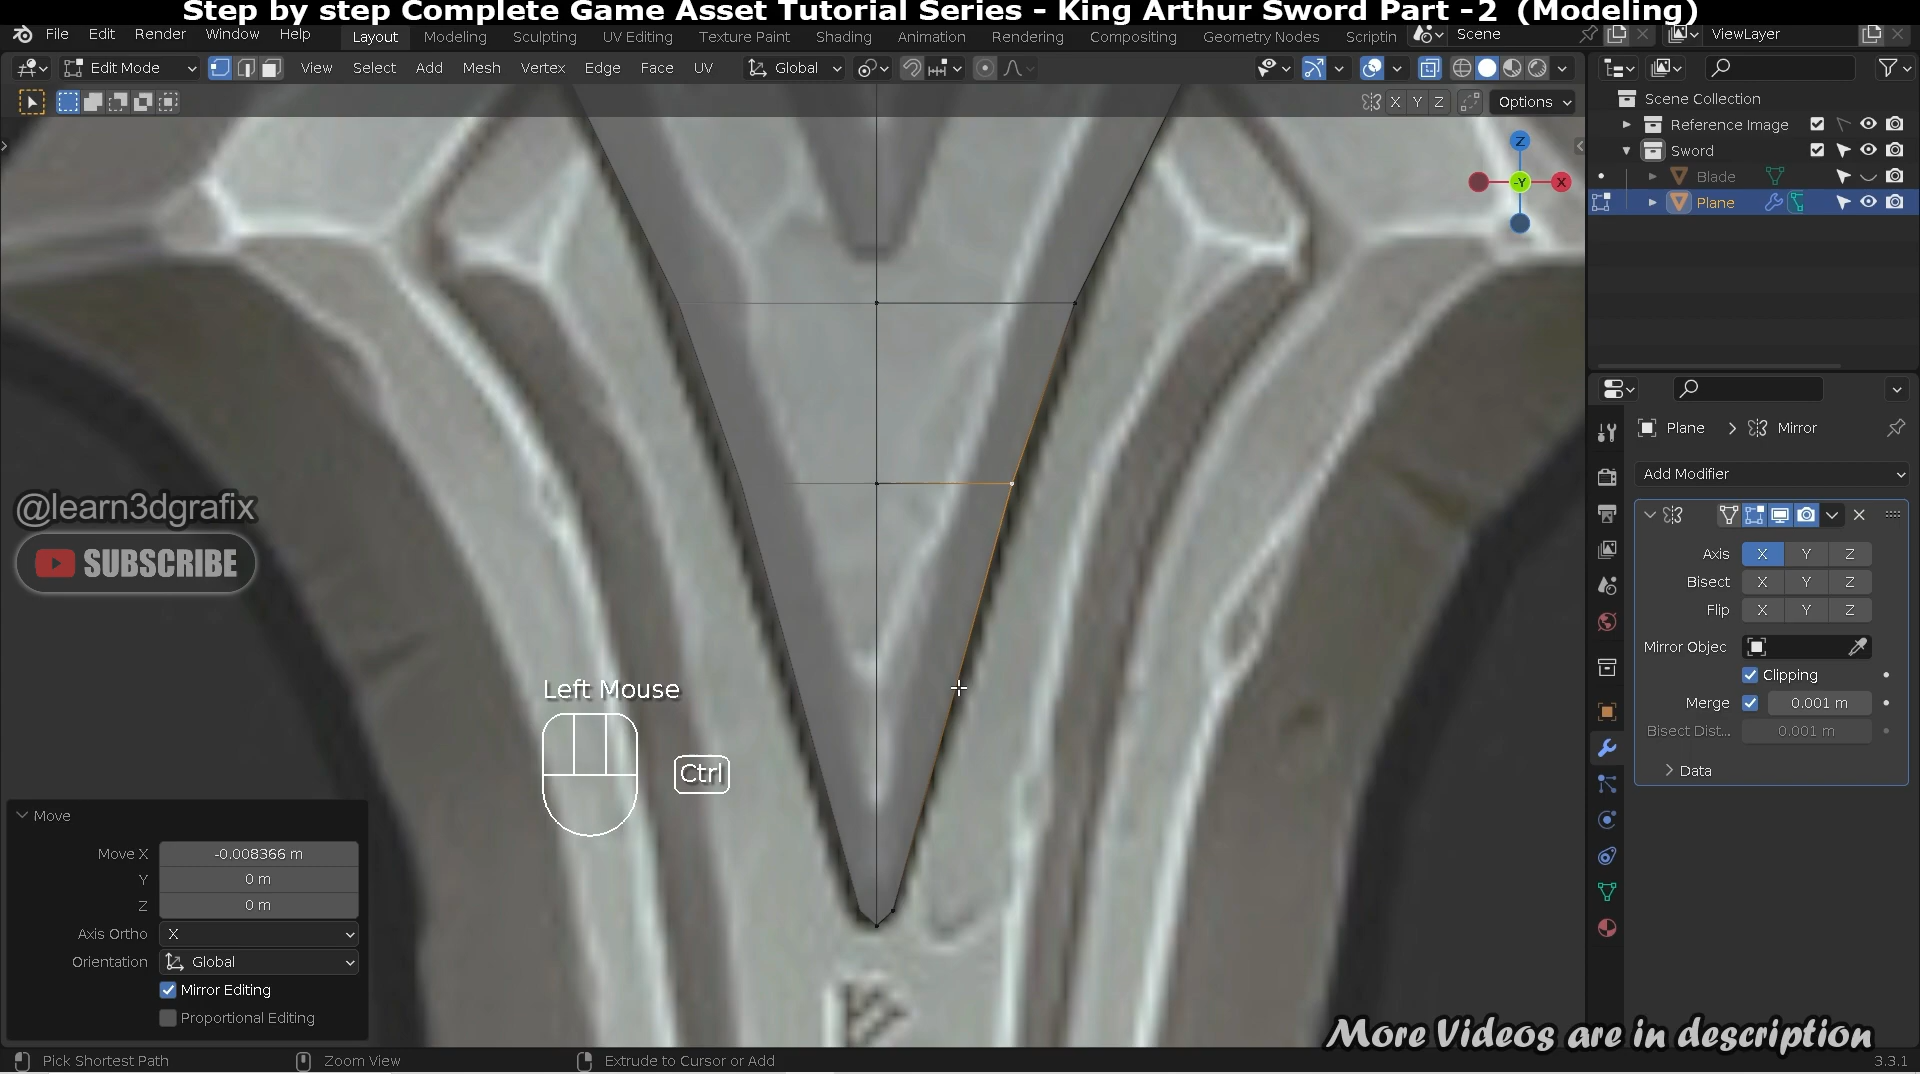 Step by step Complete Game Asset Tutorial Series - King Arthur Sword Part -2 (Modeling)
File Edit Render Window Help Layout Modeling Sculpting UV Editing Texture Paint Shading Animation Rendering Compositing Geometry Nodes Scriptin Scene ViewLayer
Edit Mode View Select Add Mesh Vertex Edge Face UV Global
X Y Z Options
Scene Collection
Reference Image
Sword
Blade
Plane
Z
-Y
X
Plane > Mirror
Add Modifier
Axis X Y Z
Bisect X Y Z
Flip X Y Z
Mirror Objec
Clipping
Merge 0.001 m
Bisect Dist... 0.001 m
Data
@learn3dgrafix
SUBSCRIBE
Left Mouse
Ctrl
Move
Move X -0.008366 m
Y 0 m
Z 0 m
Axis Ortho X
Orientation Global
Mirror Editing
Proportional Editing
More Videos are in description
Pick Shortest Path Zoom View Extrude to Cursor or Add 3.3.1